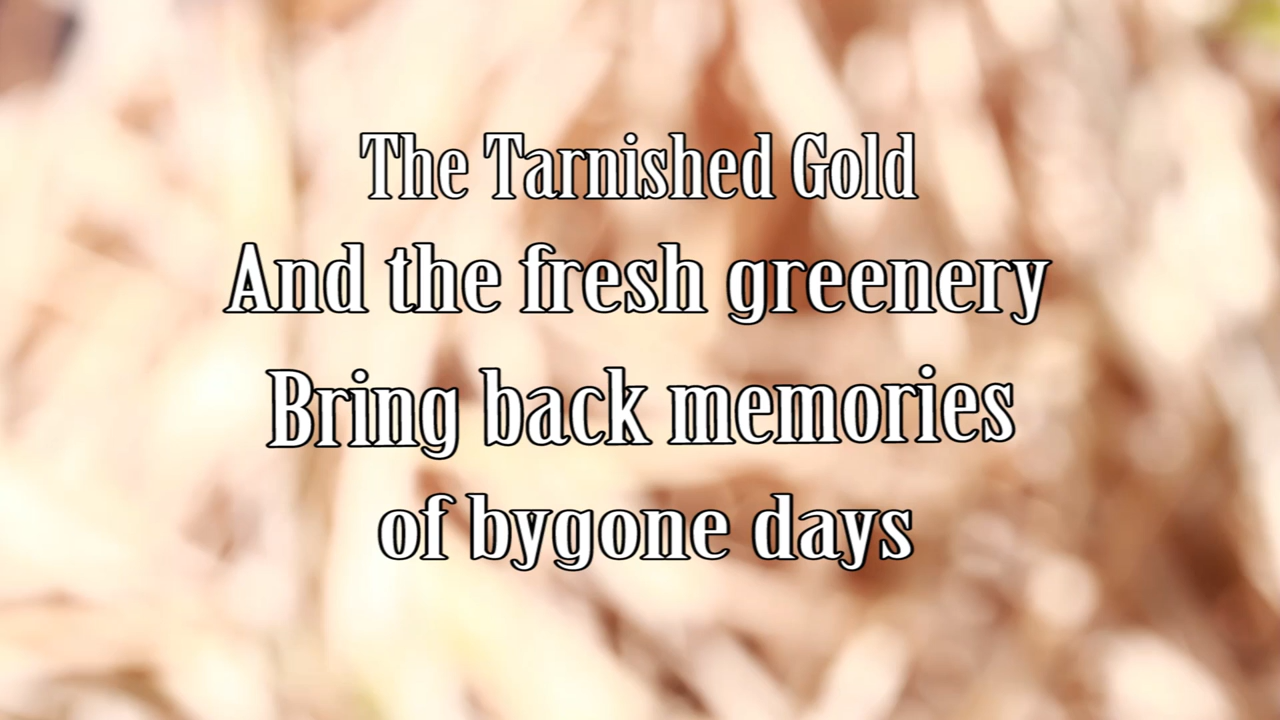 The Tarnished Gold
And the fresh greenery
Bring back memories
of bygone days